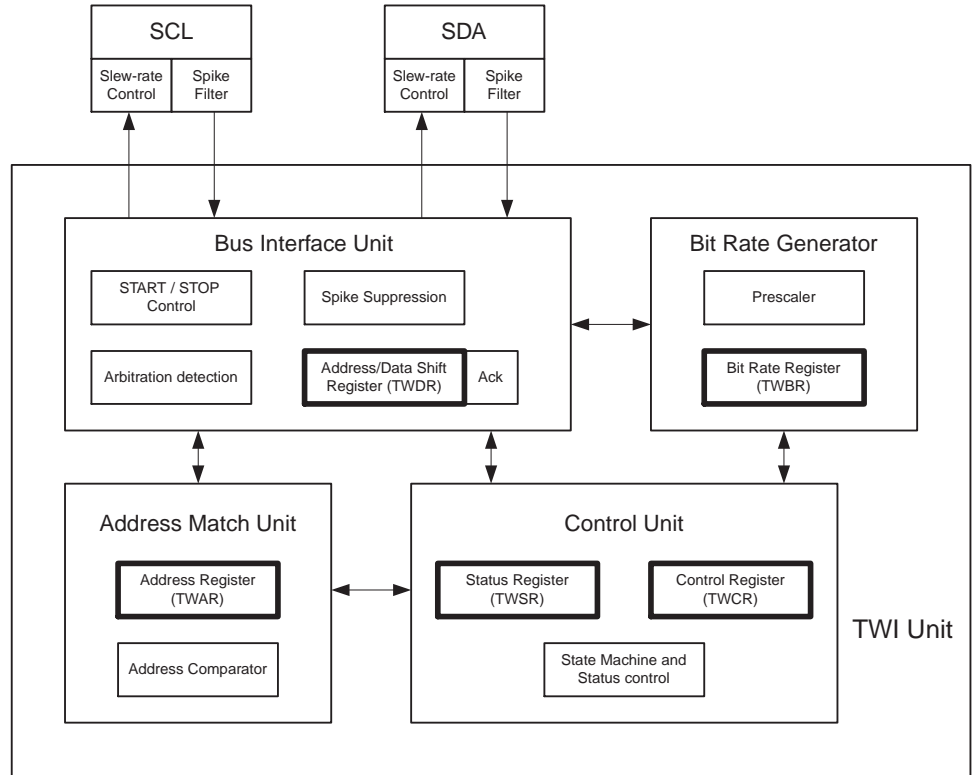 SCL
Slew-rate
Control
Spike
Filter
SDA
Slew-rate
Control
Spike
Filter
Bus Interface Unit
START / STOP
Control
Spike Suppression
Arbitration detection
Address/Data Shift
Register (TWDR)
Ack
Bit Rate Generator
Prescaler
Bit Rate Register
(TWBR)
Address Match Unit
Address Register
(TWAR)
Address Comparator
Control Unit
Status Register
(TWSR)
Control Register
(TWCR)
State Machine and
Status control
TWI Unit